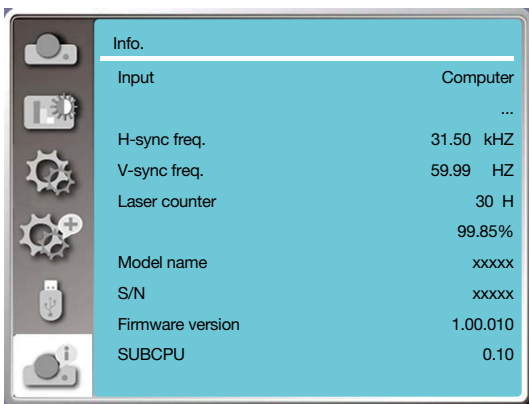 Info.
Input Computer
...
H-sync freq. 31.50 kHZ
V-sync freq. 59.99 HZ
Laser counter 30 H
99.85%
Model name xxxxx
S/N xxxxx
Firmware version 1.00.010
SUBCPU 0.10